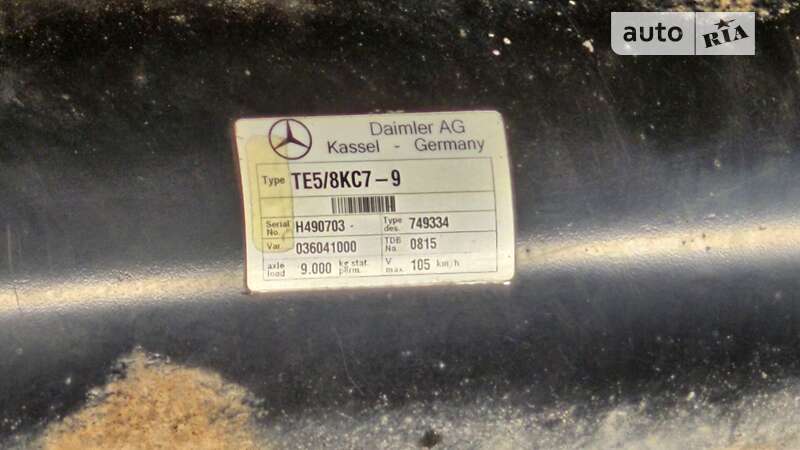 auto RIA
Daimler AG
Kassel - Germany
Type TE5/8KC7-9
Serial No. H490703 - Type des. 749334
Var. 036041000 TDB No. 0815
axle load 9.000 kg stat. perm. V max 105 km/h